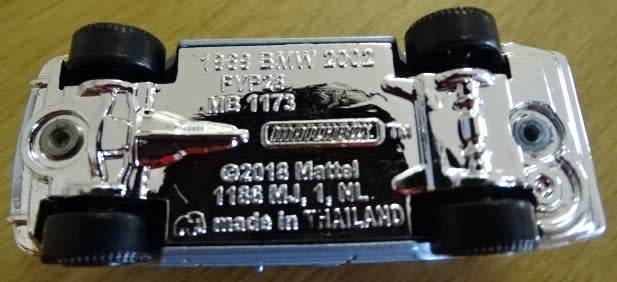 1969 BMW 2002
FYP28
MB 1173
MATCHBOX TM
©2018 Mattel
1186 MJ, 1, NL
made in THAILAND